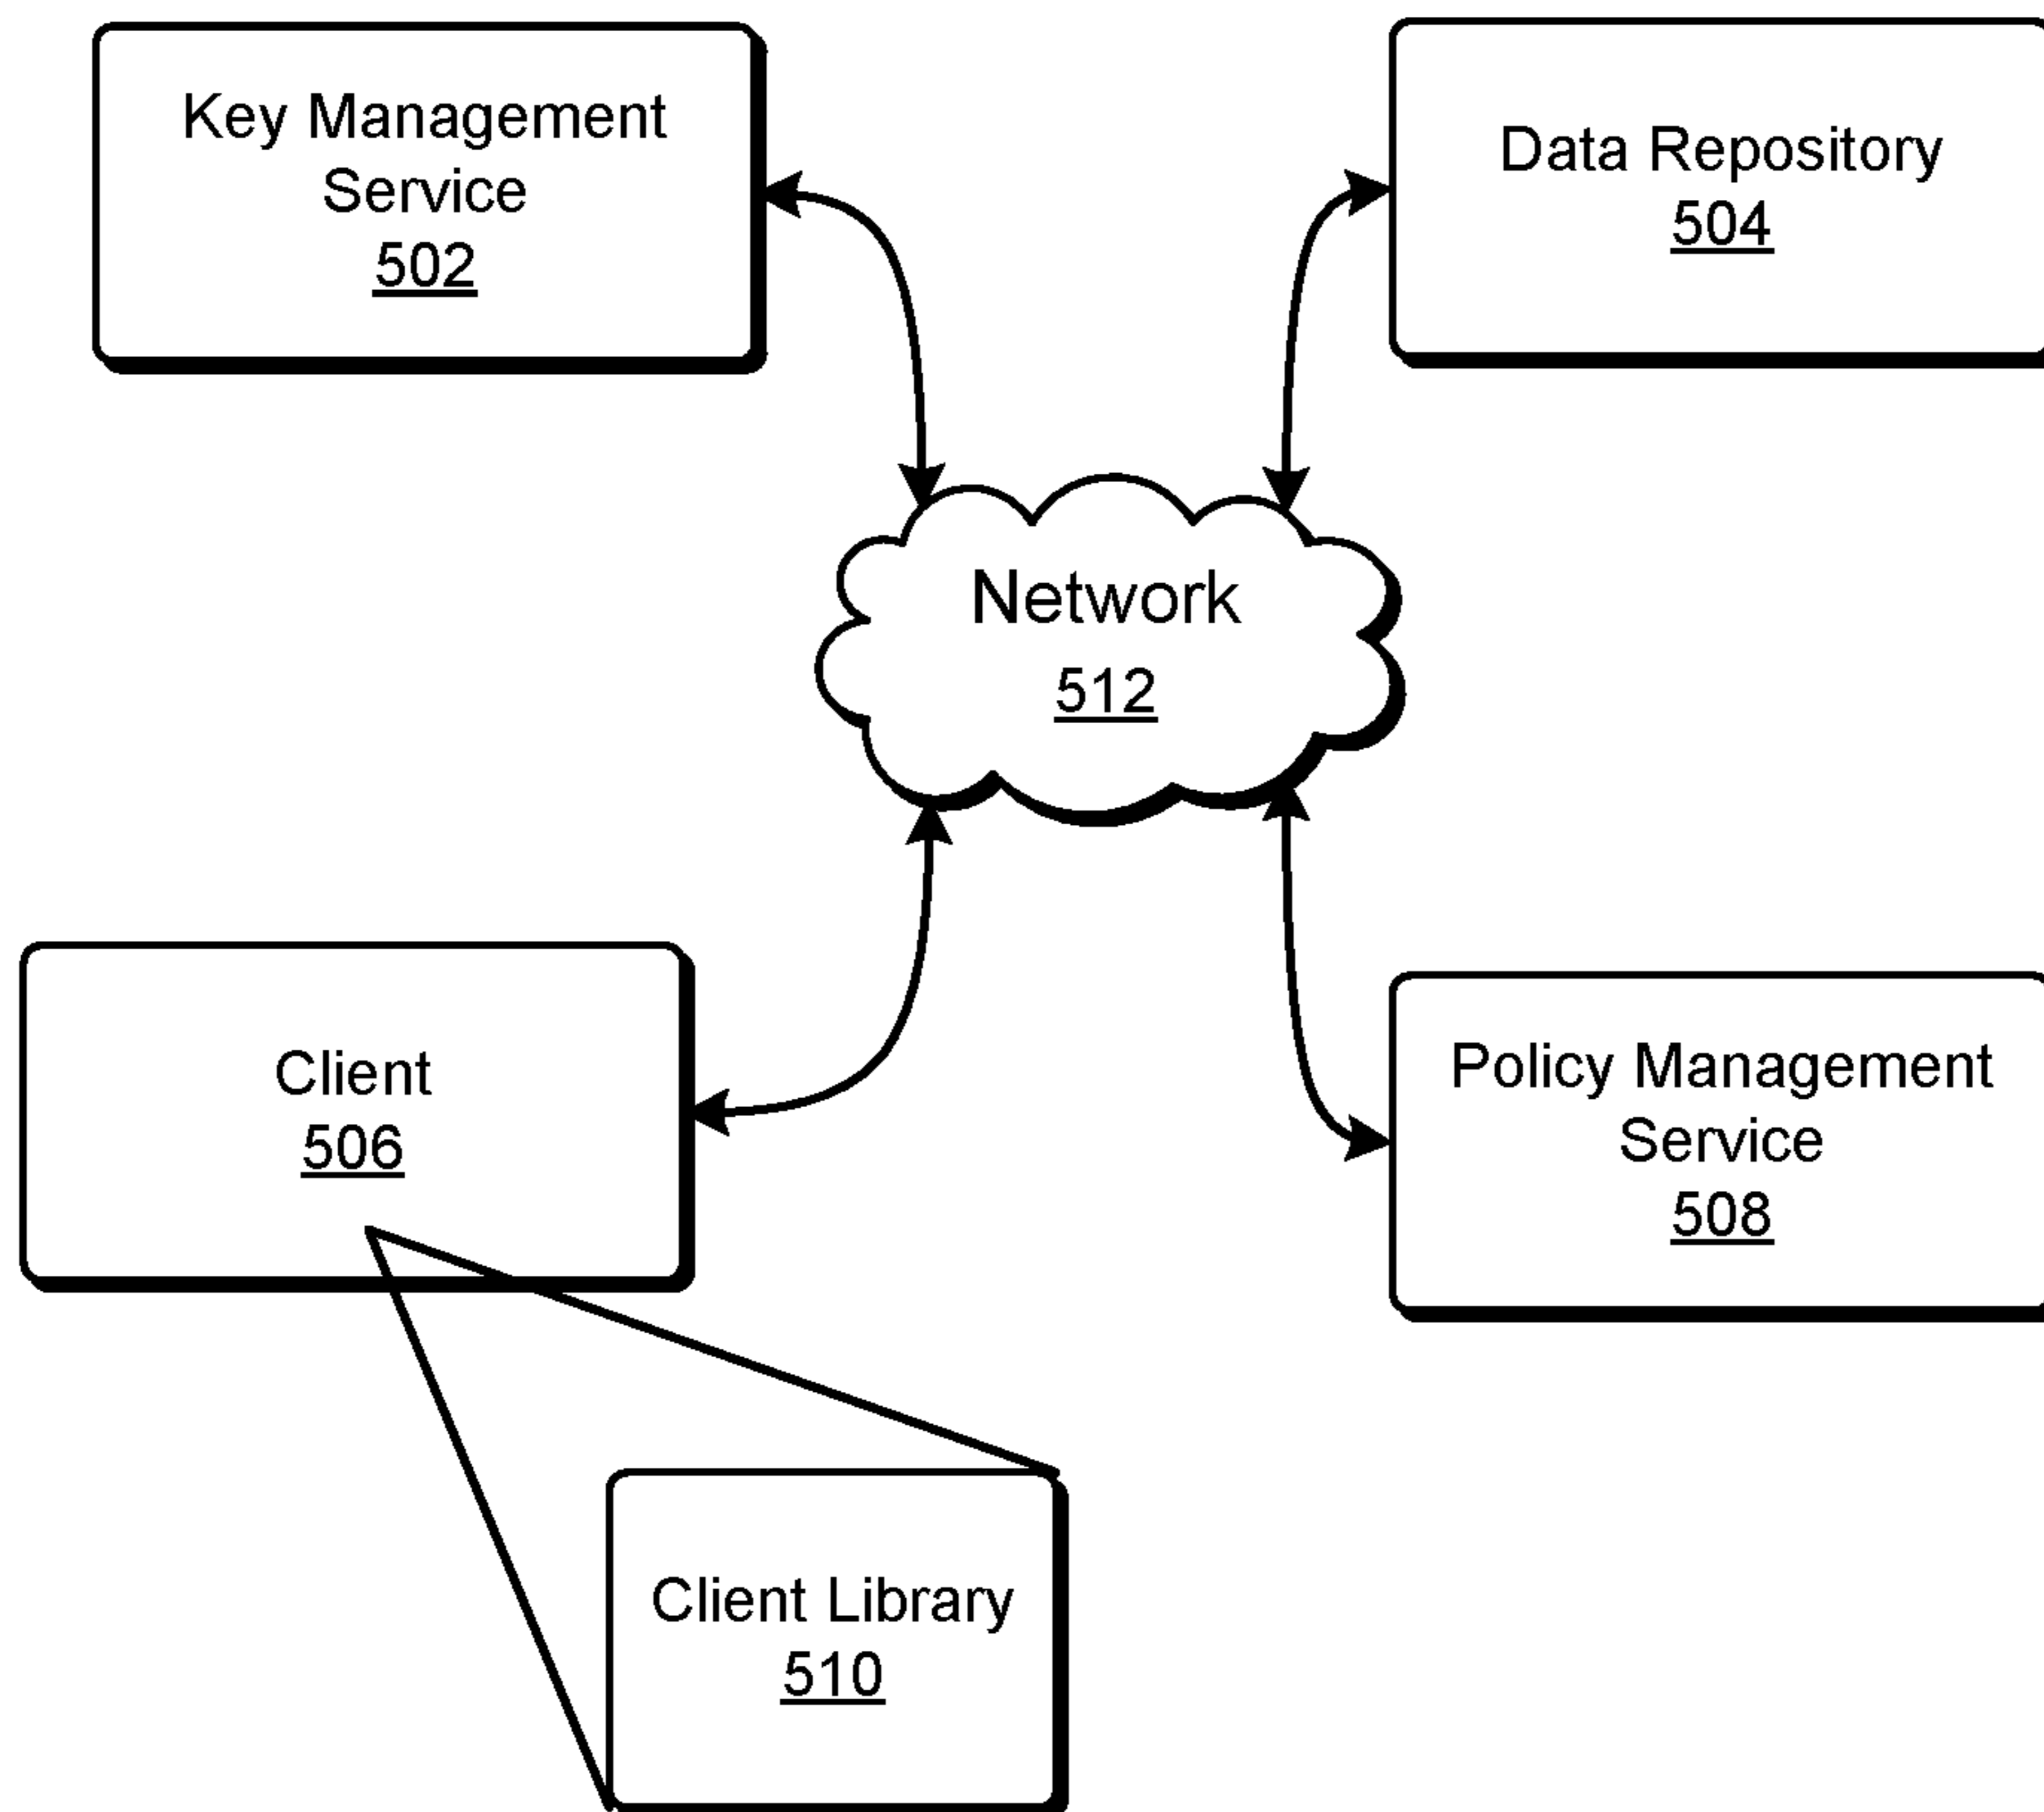 Key Management
Service
502
Data Repository
504
Network
512
Client
506
Policy Management
Service
508
Client Library
510